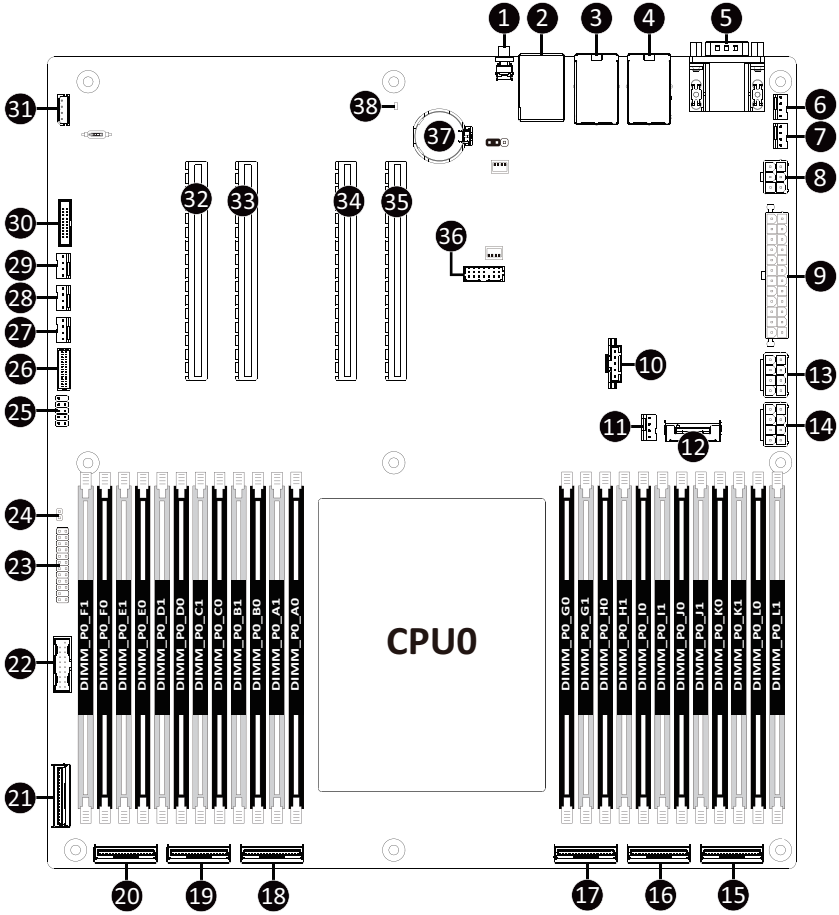 1 2 3 4 5
31
38
37
6
7
8
32 33 34 35
30
36
29
9
28
27
26
10
13
25
11
12
14
24
23
22
21
DIMM_P0_F1
DIMM_P0_F0
DIMM_P0_E1
DIMM_P0_E0
DIMM_P0_D1
DIMM_P0_D0
DIMM_P0_C1
DIMM_P0_C0
DIMM_P0_B1
DIMM_P0_B0
DIMM_P0_A1
DIMM_P0_A0
CPU0
DIMM_P0_G0
DIMM_P0_G1
DIMM_P0_H0
DIMM_P0_H1
DIMM_P0_I0
DIMM_P0_I1
DIMM_P0_J0
DIMM_P0_J1
DIMM_P0_K0
DIMM_P0_K1
DIMM_P0_L0
DIMM_P0_L1
20 19 18 17 16 15